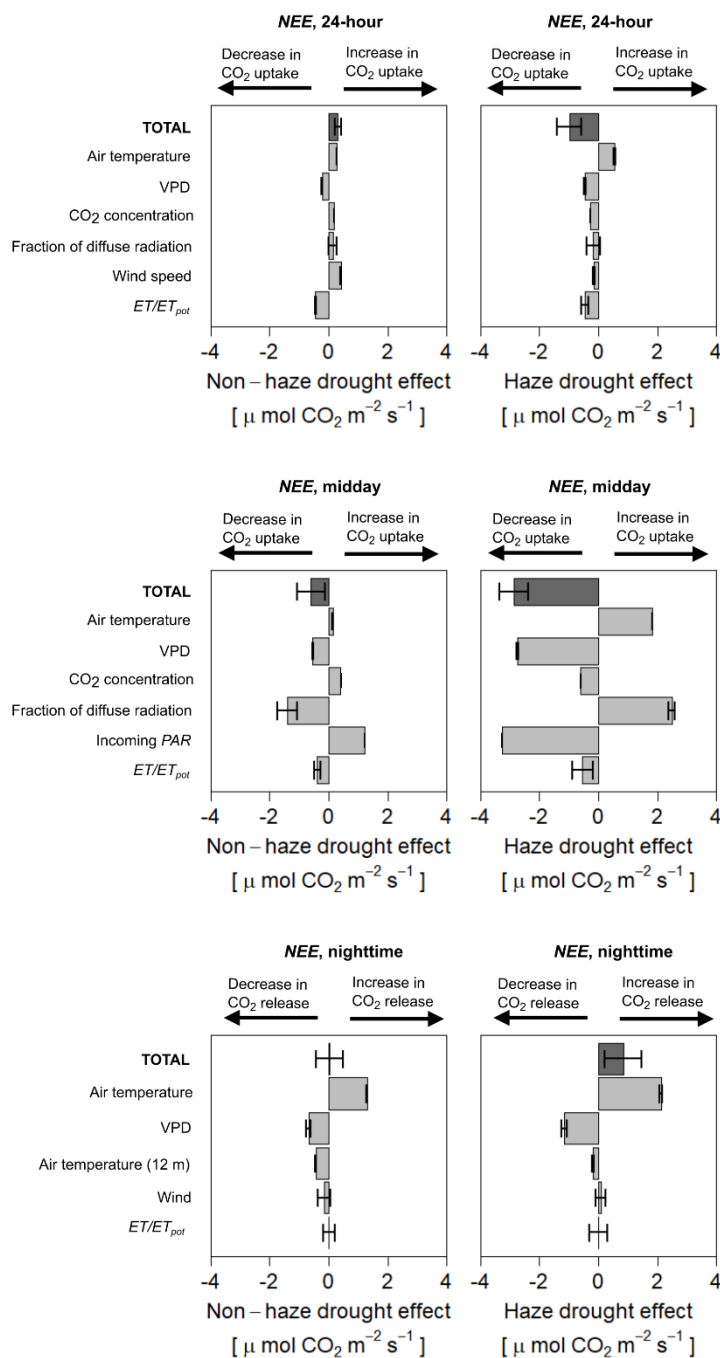 NEE, 24-hour
NEE, 24-hour
Decrease in
CO2 uptake
Increase in
CO2 uptake
Decrease in
CO2 uptake
Increase in
CO2 uptake
TOTAL
Air temperature
VPD
CO2 concentration
Fraction of diffuse radiation
Wind speed
ET/ETpot
-4 -2 0 2 4
-4 -2 0 2 4
Non – haze drought effect
[ μ mol CO2 m−2 s−1 ]
Haze drought effect
[ μ mol CO2 m−2 s−1 ]
NEE, midday
NEE, midday
Decrease in
CO2 uptake
Increase in
CO2 uptake
Decrease in
CO2 uptake
Increase in
CO2 uptake
TOTAL
Air temperature
VPD
CO2 concentration
Fraction of diffuse radiation
Incoming PAR
ET/ETpot
-4 -2 0 2 4
-4 -2 0 2 4
Non – haze drought effect
[ μ mol CO2 m−2 s−1 ]
Haze drought effect
[ μ mol CO2 m−2 s−1 ]
NEE, nighttime
NEE, nighttime
Decrease in
CO2 release
Increase in
CO2 release
Decrease in
CO2 release
Increase in
CO2 release
TOTAL
Air temperature
VPD
Air temperature (12 m)
Wind
ET/ETpot
-4 -2 0 2 4
-4 -2 0 2 4
Non – haze drought effect
[ μ mol CO2 m−2 s−1 ]
Haze drought effect
[ μ mol CO2 m−2 s−1 ]